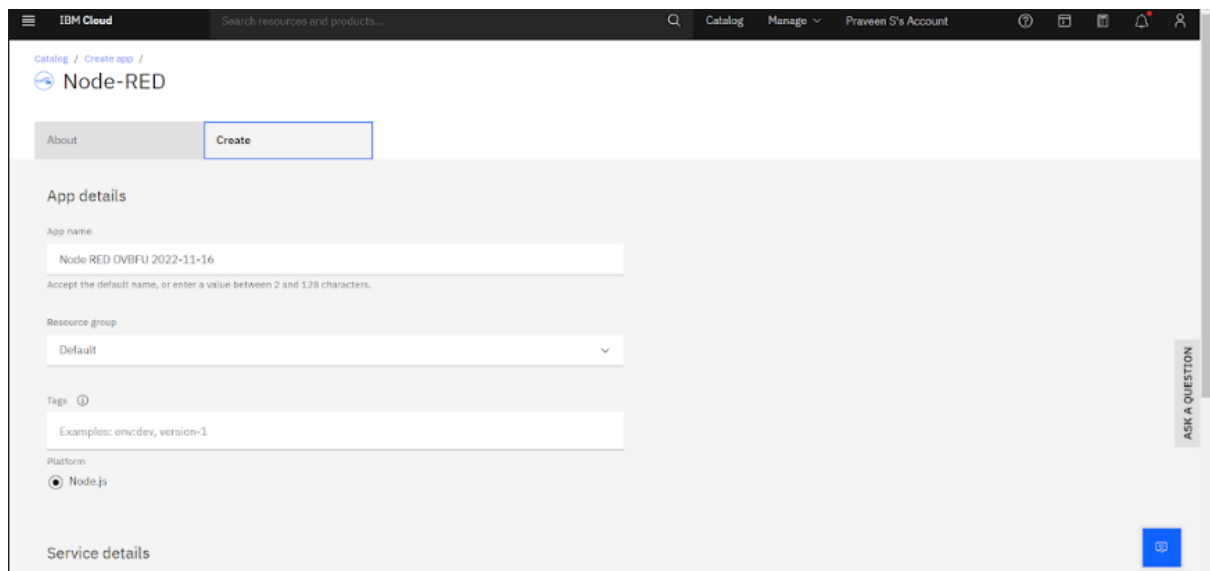 IBM Cloud Search resources and products... Catalog Manage Praveen S's Account
Catalog / Create app /
Node-RED
About Create
App details
App name
Node RED OVBFU 2022-11-16
Accept the default name, or enter a value between 2 and 128 characters.
Resource group
Default
Tags
Examples: env:dev, version-1
Platform
Node.js
Service details
ASK A QUESTION